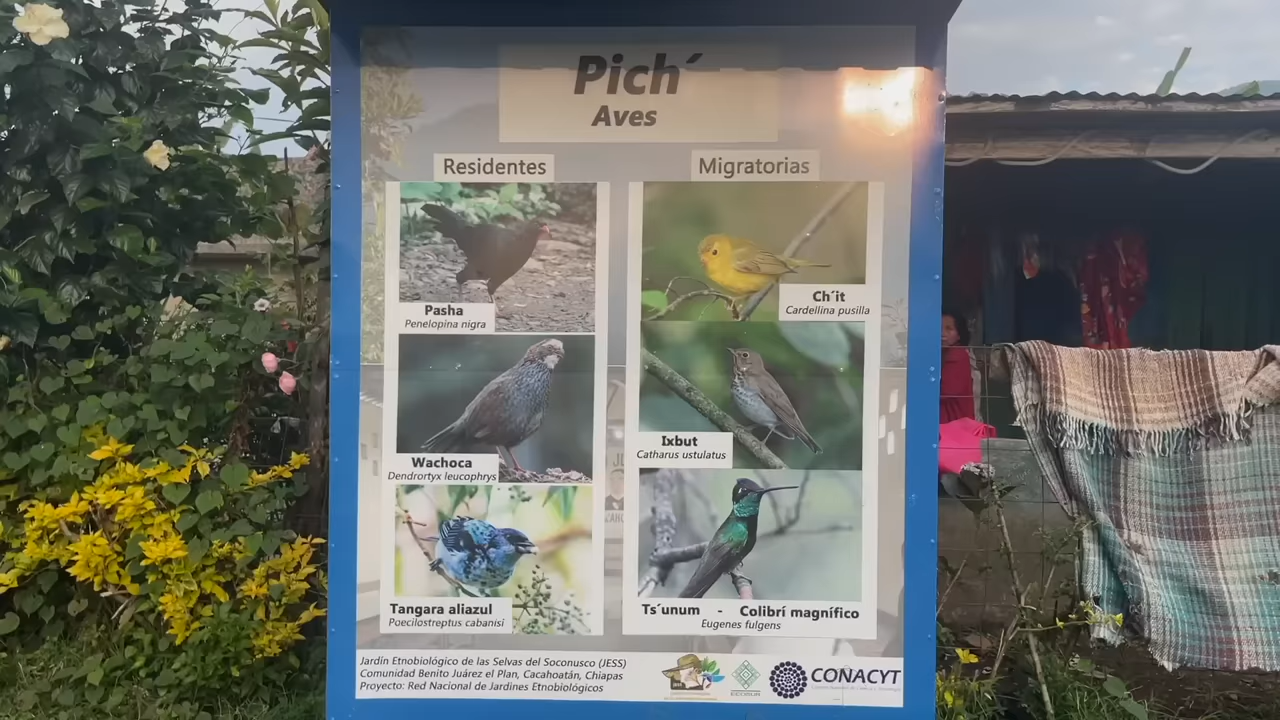 Pich´
Aves
Residentes
Migratorias
Pasha
Penelopina nigra
Ch´it
Cardellina pusilla
Wachoca
Dendrortyx leucophrys
Ixbut
Catharus ustulatus
Tangara aliazul
Poecilostreptus cabanisi
Ts´unum - Colibrí magnífico
Eugenes fulgens
Jardín Etnobiológico de las Selvas del Soconusco (JESS)
Comunidad Benito Juárez el Plan, Cacahoatán, Chiapas
Proyecto: Red Nacional de Jardines Etnobiológicos
ECOSUR
CONACYT